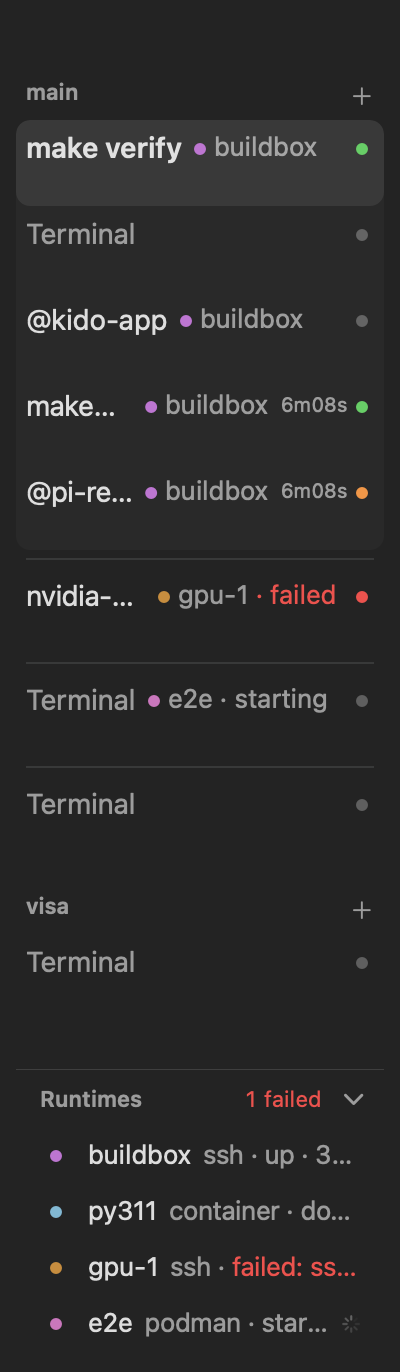 main
make verify buildbox
Terminal
@kido-app buildbox
make... buildbox 6m08s
@pi-re... buildbox 6m08s
nvidia-... gpu-1 · failed
Terminal e2e · starting
Terminal
visa
Terminal
Runtimes 1 failed
buildbox ssh · up · 3...
py311 container · do...
gpu-1 ssh · failed: ss...
e2e podman · star...